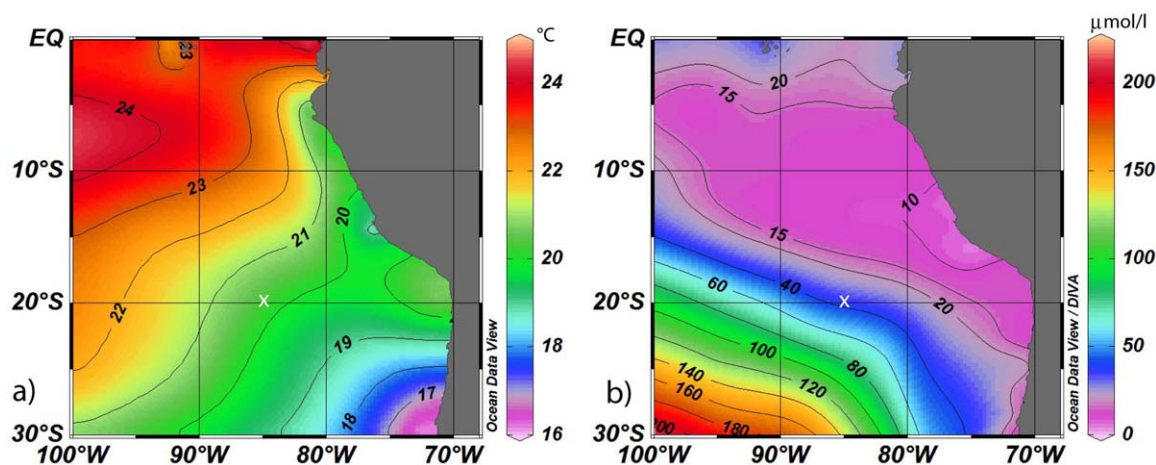 °C
EQ
10°S
20°S
30°S
100°W 90°W 80°W 70°W
24
22
20
18
16
23
24
23
22
21
20
19
18
17
x
a)
Ocean Data View
μmol/l
EQ
10°S
20°S
30°S
100°W 90°W 80°W 70°W
200
150
100
50
0
20
15
10
15
20
40
60
80
100
120
140
160
180
x
b)
Ocean Data View / DIVA